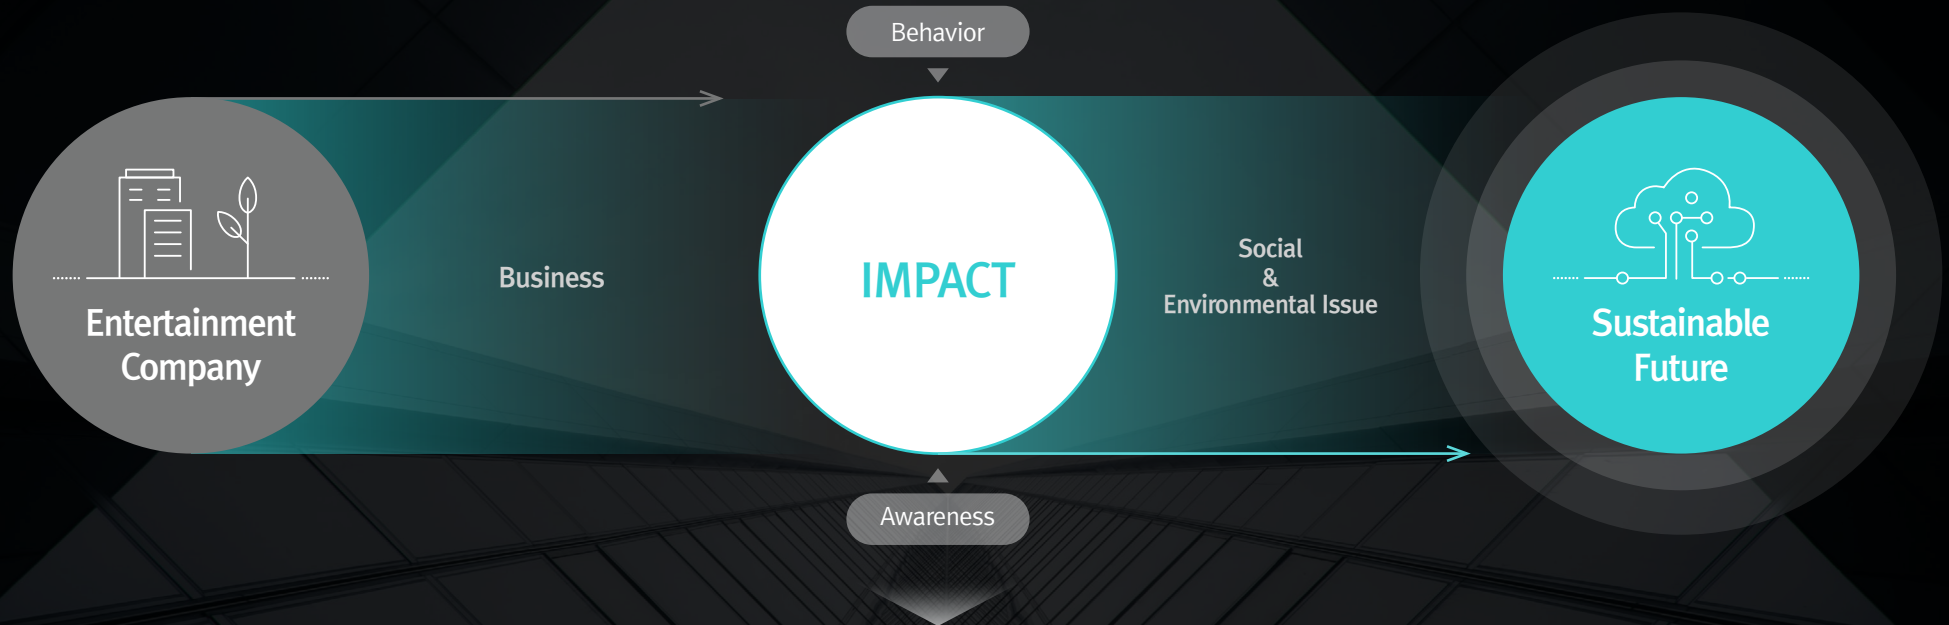 Behavior
Entertainment
Company
Business
IMPACT
Social
&
Environmental Issue
Sustainable
Future
Awareness